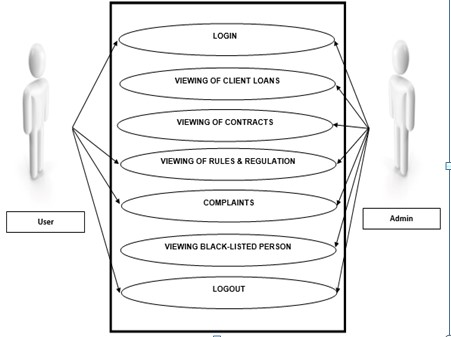 LOGIN
VIEWING OF CLIENT LOANS
VIEWING OF CONTRACTS
VIEWING OF RULES & REGULATION
COMPLAINTS
VIEWING BLACK-LISTED PERSON
LOGOUT
User
Admin